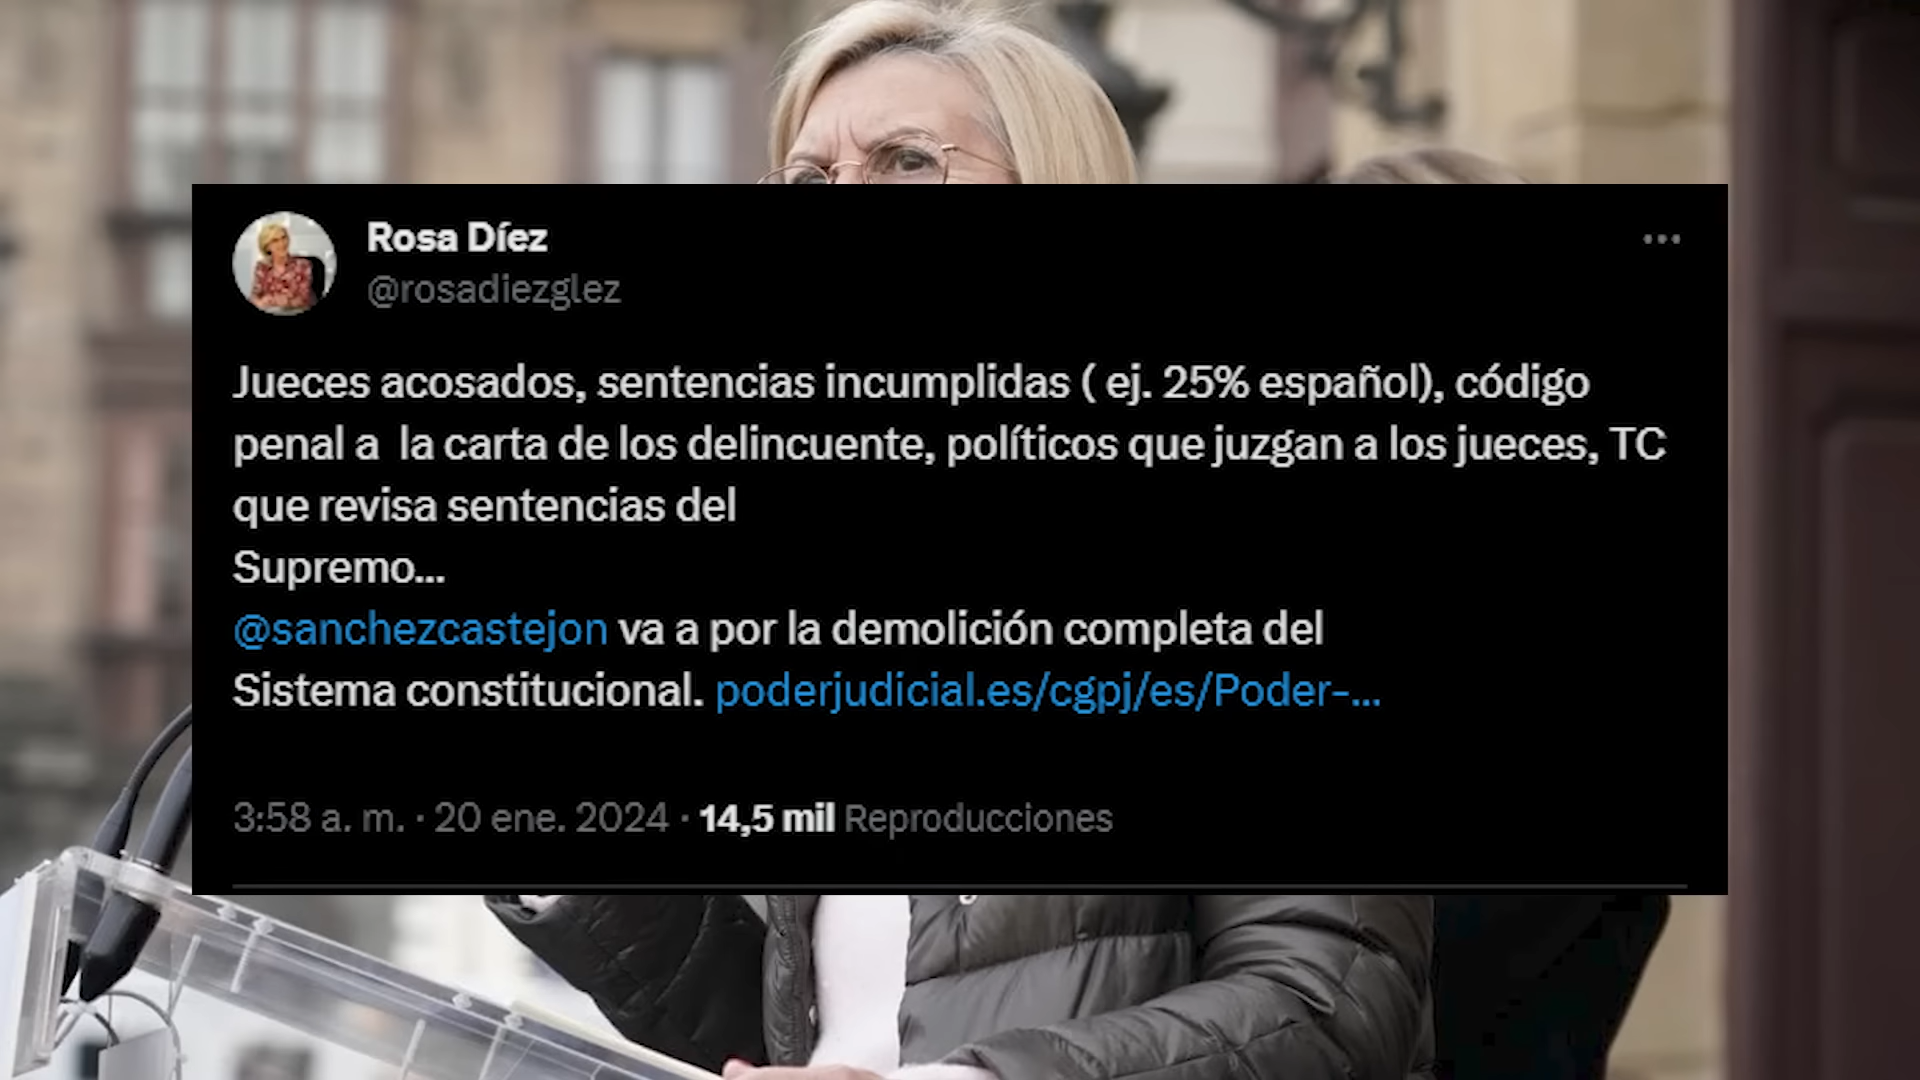 Rosa Díez
@rosadiezglez
Jueces acosados, sentencias incumplidas ( ej. 25% español), código
penal a  la carta de los delincuente, políticos que juzgan a los jueces, TC
que revisa sentencias del
Supremo...
@sanchezcastejon va a por la demolición completa del
Sistema constitucional. poderjudicial.es/cgpj/es/Poder-...
3:58 a. m. · 20 ene. 2024 · 14,5 mil Reproducciones